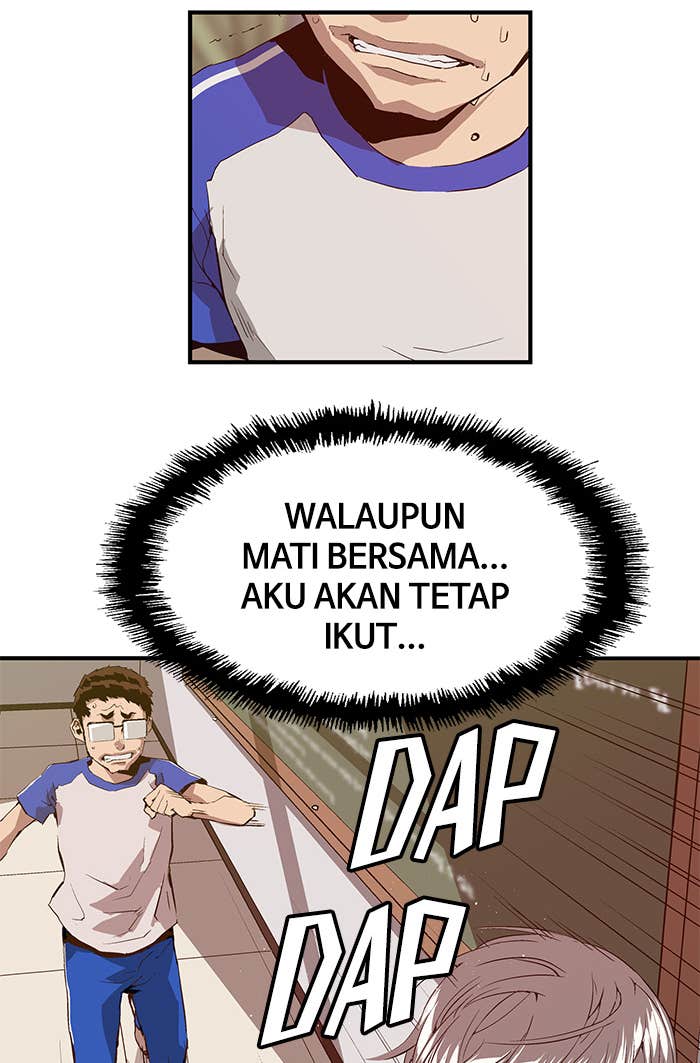 WALAUPUN
MATI BERSAMA...
AKU AKAN TETAP
IKUT...
DAP
DAP